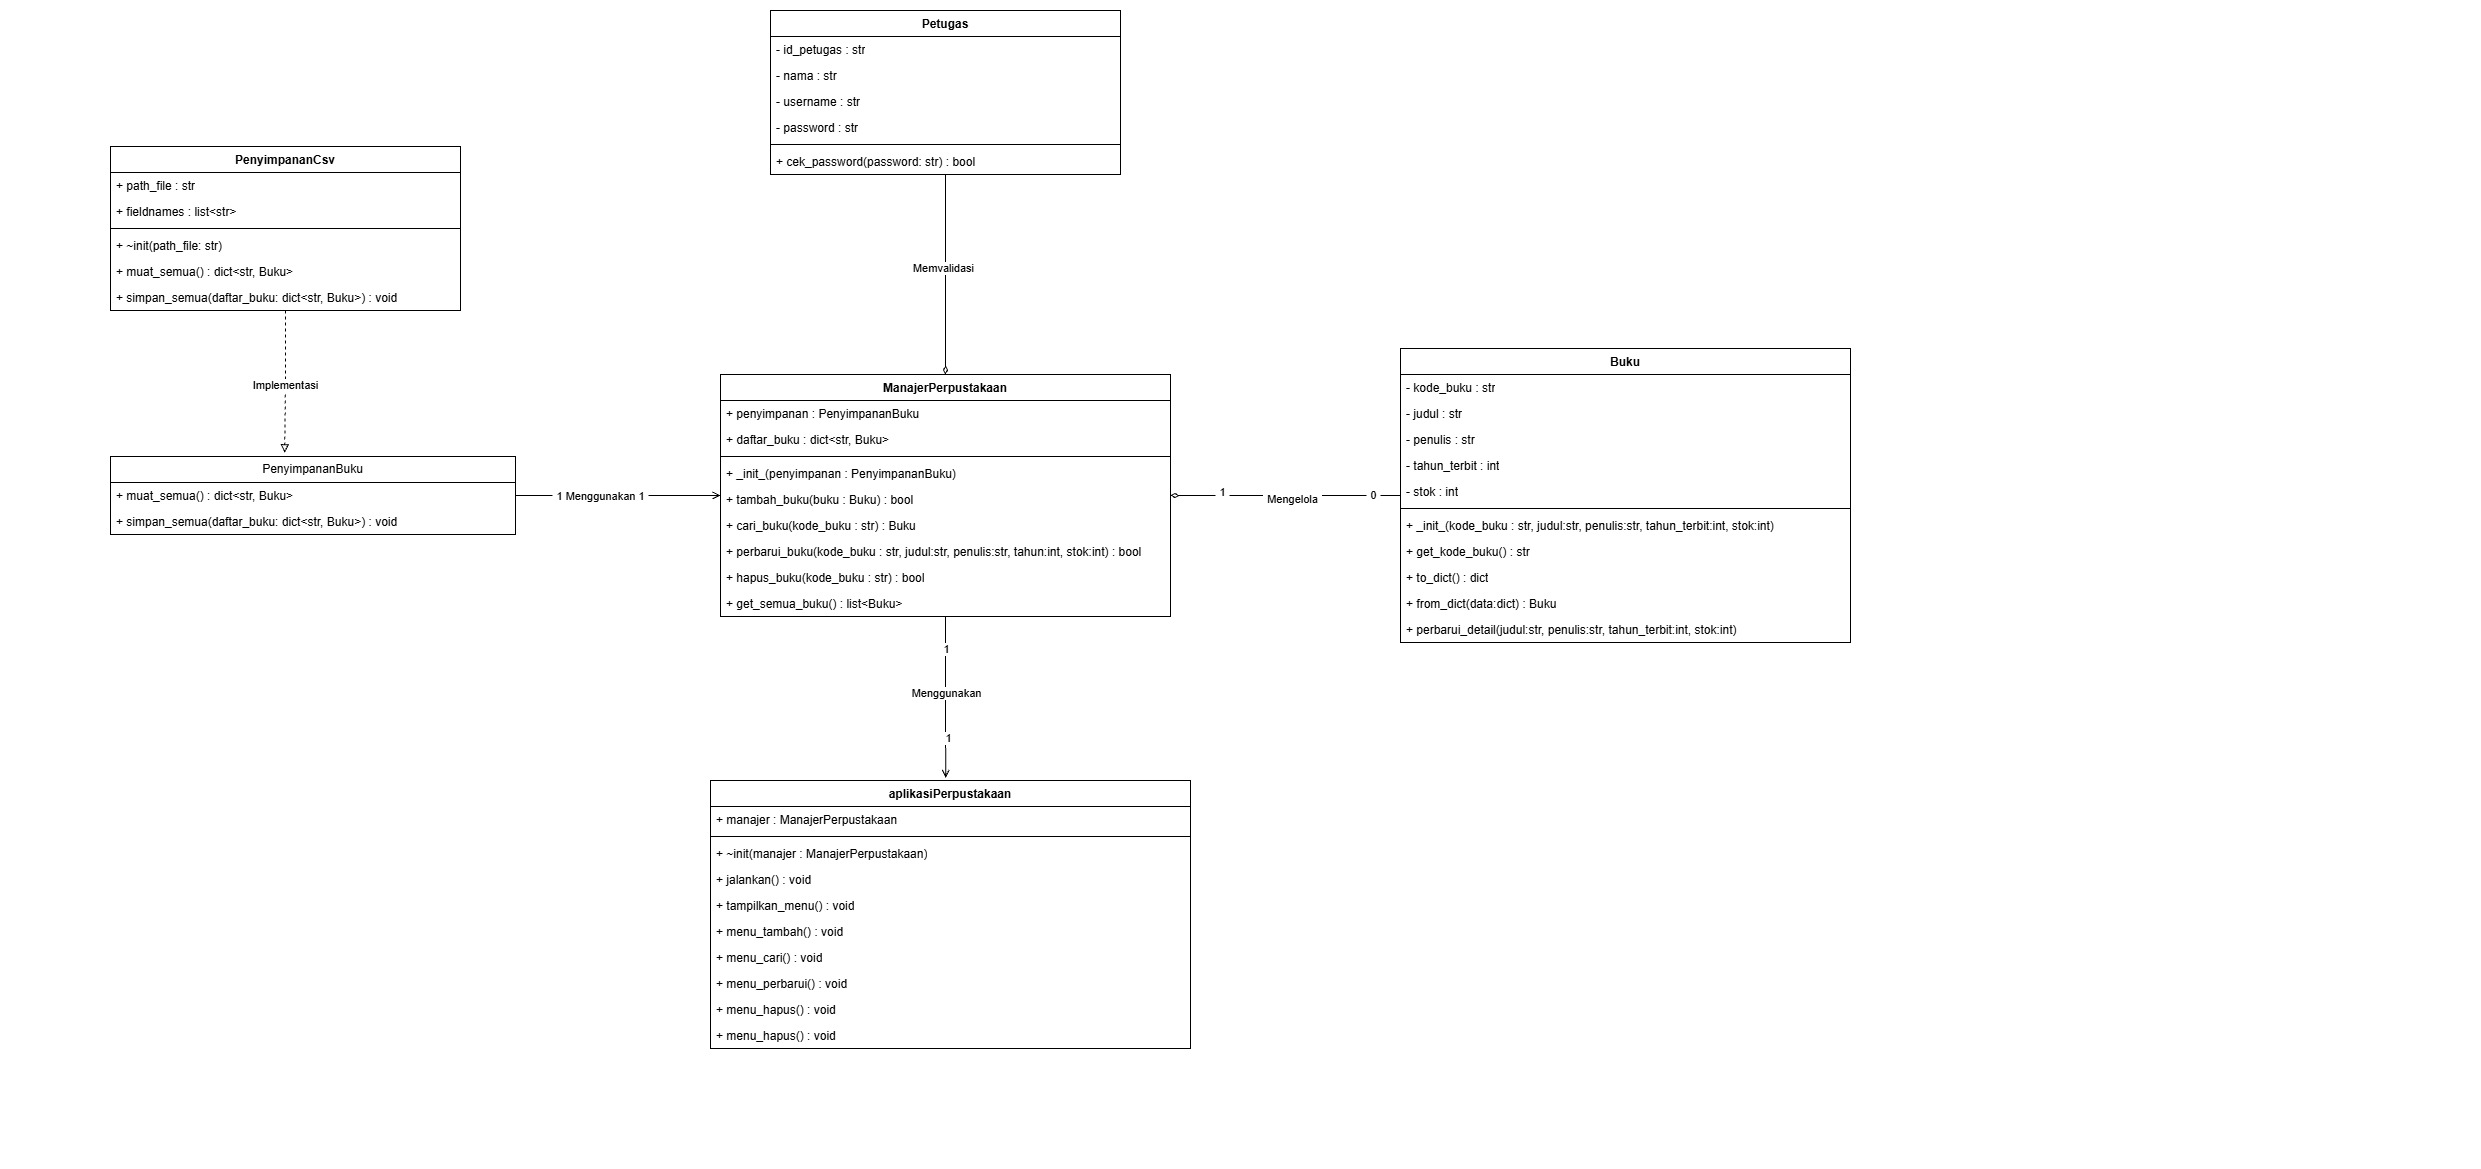 Petugas
- id_petugas : str
- nama : str
- username : str
- password : str
+ cek_password(password: str) : bool
PenyimpananCsv
+ path_file : str
+ fieldnames : list<str>
+ ~init(path_file: str)
+ muat_semua() : dict<str, Buku>
+ simpan_semua(daftar_buku: dict<str, Buku>) : void
Memvalidasi
Implementasi
PenyimpananBuku
+ muat_semua() : dict<str, Buku>
+ simpan_semua(daftar_buku: dict<str, Buku>) : void
1 Menggunakan 1
ManajerPerpustakaan
+ penyimpanan : PenyimpananBuku
+ daftar_buku : dict<str, Buku>
+ _init_(penyimpanan : PenyimpananBuku)
+ tambah_buku(buku : Buku) : bool
+ cari_buku(kode_buku : str) : Buku
+ perbarui_buku(kode_buku : str, judul:str, penulis:str, tahun:int, stok:int) : bool
+ hapus_buku(kode_buku : str) : bool
+ get_semua_buku() : list<Buku>
1 Mengelola 0
Buku
- kode_buku : str
- judul : str
- penulis : str
- tahun_terbit : int
- stok : int
+ _init_(kode_buku : str, judul:str, penulis:str, tahun_terbit:int, stok:int)
+ get_kode_buku() : str
+ to_dict() : dict
+ from_dict(data:dict) : Buku
+ perbarui_detail(judul:str, penulis:str, tahun_terbit:int, stok:int)
1
Menggunakan
1
aplikasiPerpustakaan
+ manajer : ManajerPerpustakaan
+ ~init(manajer : ManajerPerpustakaan)
+ jalankan() : void
+ tampilkan_menu() : void
+ menu_tambah() : void
+ menu_cari() : void
+ menu_perbarui() : void
+ menu_hapus() : void
+ menu_hapus() : void